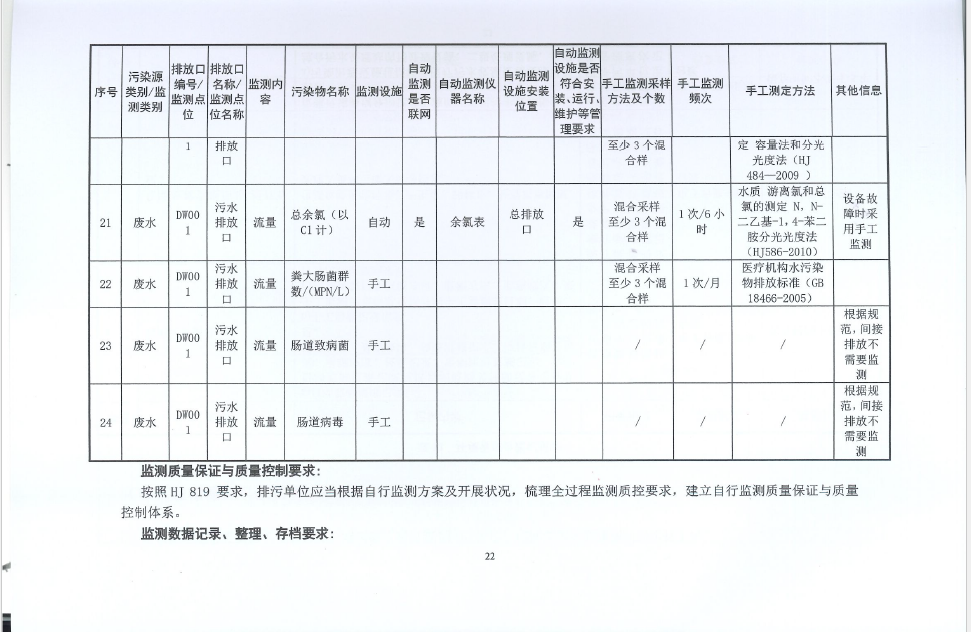 序号 污染源类别/监测类别 排放口编号/监测点位 排放口名称/监测点位名称 监测内容 污染物名称 监测设施 自动监测是否联网 自动监测仪器名称 自动监测设施安装位置 自动监测设施是否符合安装、运行、维护等管理要求 手工监测采样方法及个数 手工监测频次 手工测定方法 其他信息
1 排放口 至少 3 个混合样 定 容量法和分光光度法（HJ 484—2009 ）
21 废水 DW001 污水排放口 流量 总余氯（以 Cl 计） 自动 是 余氯表 总排放口 是 混合采样 至少 3 个混合样 1 次/6 小时 水质 游离氯和总氯的测定 N, N-二乙基-1, 4-苯二胺分光光度法（HJ586-2010） 设备故障时采用手工监测
22 废水 DW001 污水排放口 流量 粪大肠菌群数/（MPN/L） 手工 混合采样 至少 3 个混合样 1 次/月 医疗机构水污染物排放标准（GB 18466-2005）
23 废水 DW001 污水排放口 流量 肠道致病菌 手工 / / / 根据规范，间接排放不需要监测
24 废水 DW001 污水排放口 流量 肠道病毒 手工 / / / 根据规范，间接排放不需要监测
监测质量保证与质量控制要求：
按照 HJ 819 要求，排污单位应当根据自行监测方案及开展状况，梳理全过程监测质控要求，建立自行监测质量保证与质量
控制体系。
监测数据记录、整理、存档要求：
22